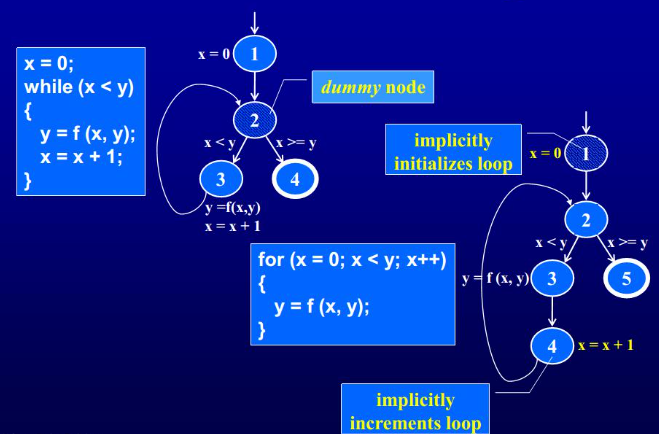 x = 0;
while (x < y)
{
y = f (x, y);
x = x + 1;
}
x = 0
1
dummy node
2
x < y
x >= y
3
4
y =f(x,y)
x = x + 1
implicitly
initializes loop
x = 0
1
2
x < y
x >= y
for (x = 0; x < y; x++)
{
y = f (x, y);
}
y = f (x, y)
3
5
4
x = x + 1
implicitly
increments loop